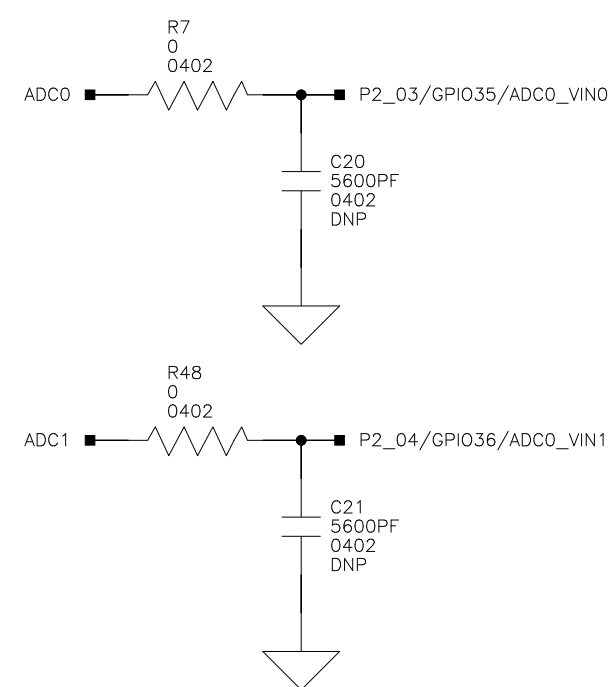 R7
0
0402
ADC0
P2_03/GPIO35/ADC0_VIN0
C20
5600PF
0402
DNP
R48
0
0402
ADC1
P2_04/GPIO36/ADC0_VIN1
C21
5600PF
0402
DNP